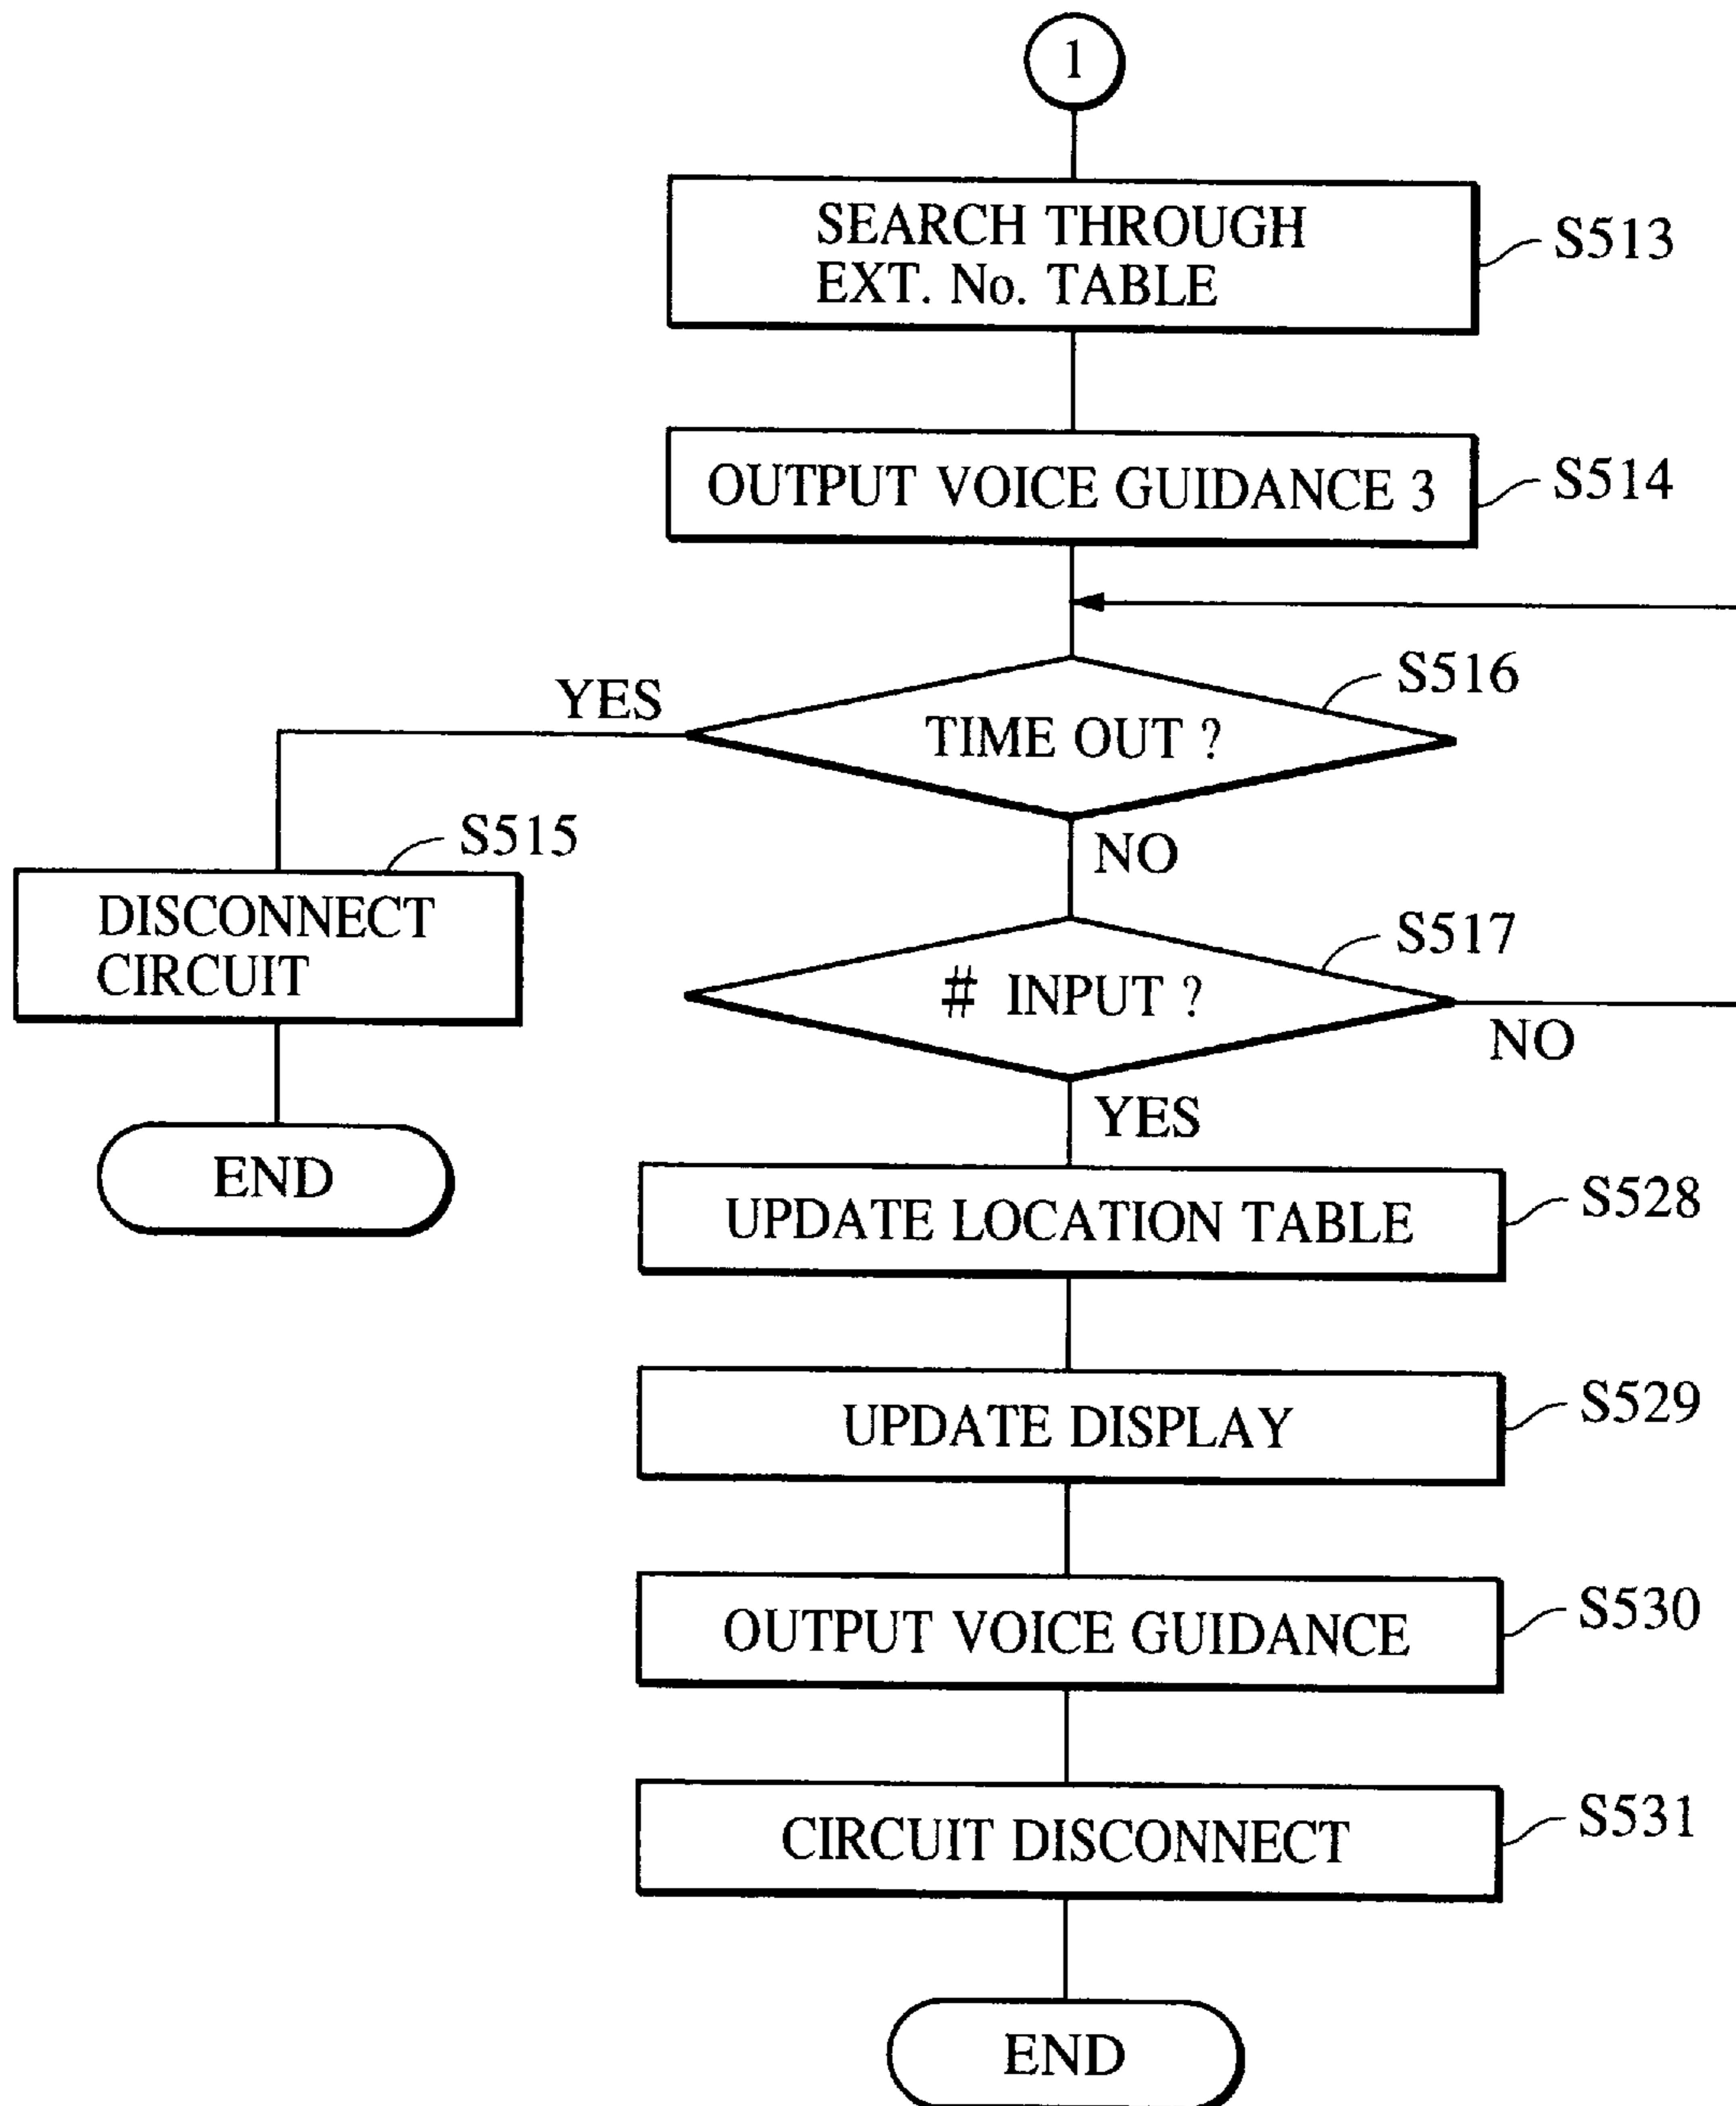 1
SEARCH THROUGH
EXT. No. TABLE
S513
OUTPUT VOICE GUIDANCE 3
S514
YES
TIME OUT ?
S516
NO
S515
DISCONNECT
CIRCUIT
END
# INPUT ?
S517
NO
YES
UPDATE LOCATION TABLE
S528
UPDATE DISPLAY
S529
OUTPUT VOICE GUIDANCE
S530
CIRCUIT DISCONNECT
S531
END